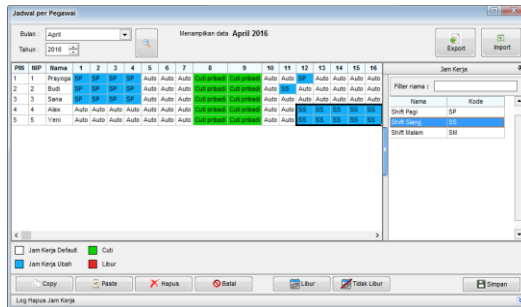 Jadwal per Pegawai
Bulan : April
Menampikan data April 2016
Tahun : 2016
Export
Import
Jam Kerja
PIN NIP Nama 1 2 3 4 5 6 7 8 9 10 11 12 13 14 15 16
1 1 Prayoga SP SP SP SP Auto Auto Auto Cuti pribadi Cuti pribadi Auto Auto SP Auto Auto Auto Auto
2 2 Budi SP SP SP SP Auto Auto Auto Cuti pribadi Cuti pribadi Auto SS Auto Auto Auto Auto Auto
3 3 Sana SP SP SP SP Auto Auto Auto Cuti pribadi Cuti pribadi Auto Auto Auto Auto Auto Auto Auto
4 4 Alex Auto Auto Auto Auto Auto Auto Auto Cuti pribadi Cuti pribadi Auto Auto SS SS SS SS SS
5 5 Yeni Auto Auto Auto Auto Auto Auto Auto Cuti pribadi Cuti pribadi Auto Auto SS SS SS SS SS
Filter nama :
Nama Kode
Shift Pagi SP
Shift Siang SS
Shift Malam SM
Jam Kerja Default
Cuti
Jam Kerja Ubah
Libur
Copy
Paste
Hapus
Batal
Libur
Tidak Libur
Simpan
Log Hapus Jam Kerja